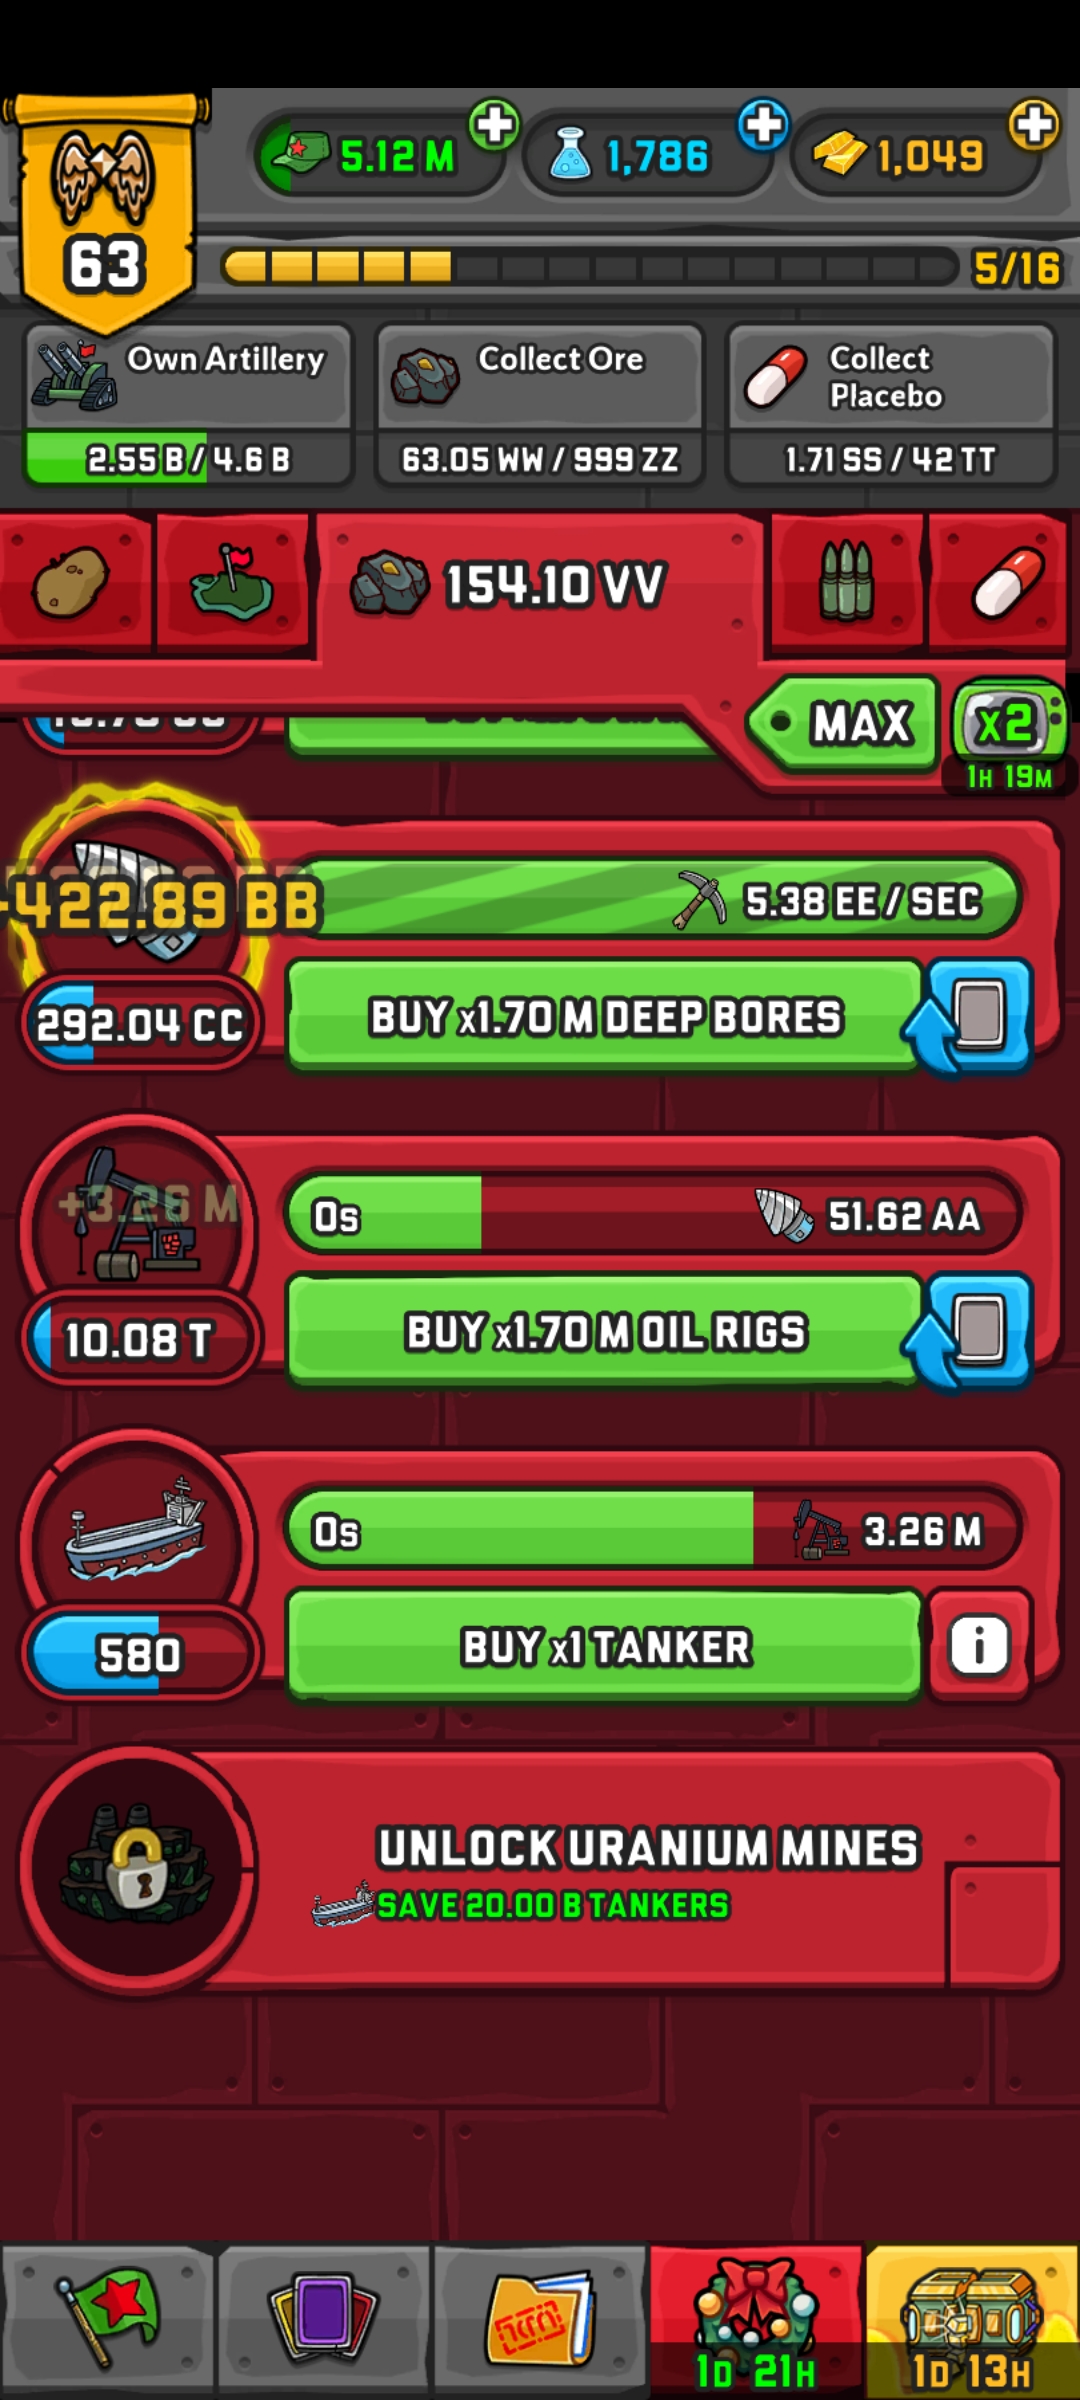 5.12 M
1,786
1,049
63
5/16
Own Artillery
2.55 B / 4.6 B
Collect Ore
63.05 WW / 999 ZZ
Collect
Placebo
1.71 SS / 42 TT
154.10 VV
MAX
x2
1H 19M
-422.89 BB
5.38 EE / SEC
292.04 CC
BUY x1.70 M DEEP BORES
+3.26 M
0s
51.62 AA
10.08 T
BUY x1.70 M OIL RIGS
0s
3.26 M
580
BUY x1 TANKER
i
UNLOCK URANIUM MINES
SAVE 20.00 B TANKERS
1D 21H
1D 13H